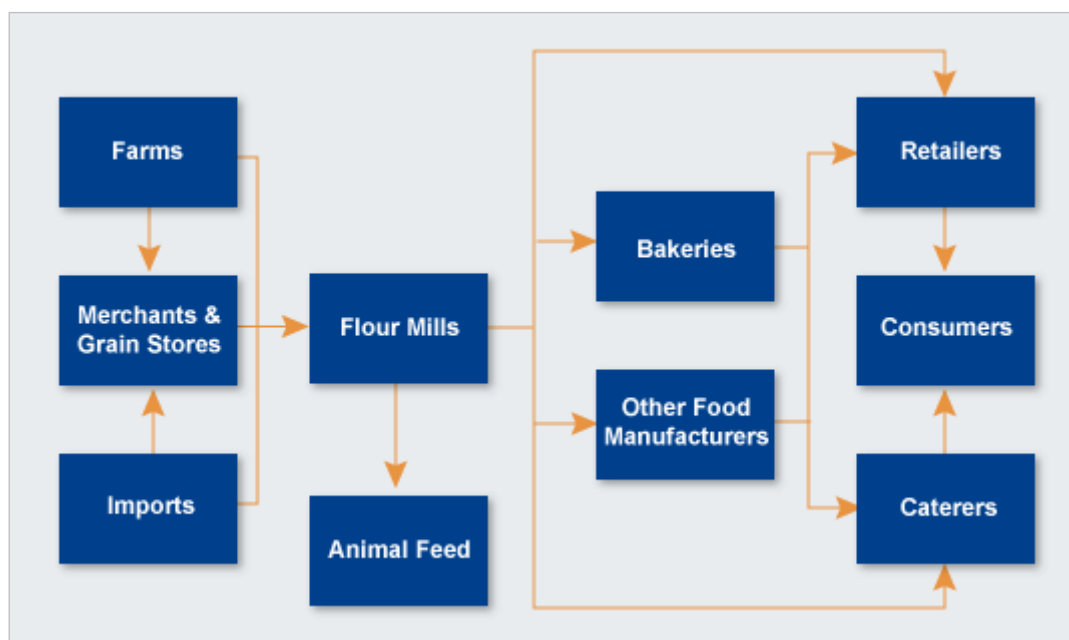 Farms
Merchants &
Grain Stores
Imports
Flour Mills
Animal Feed
Bakeries
Other Food
Manufacturers
Retailers
Consumers
Caterers